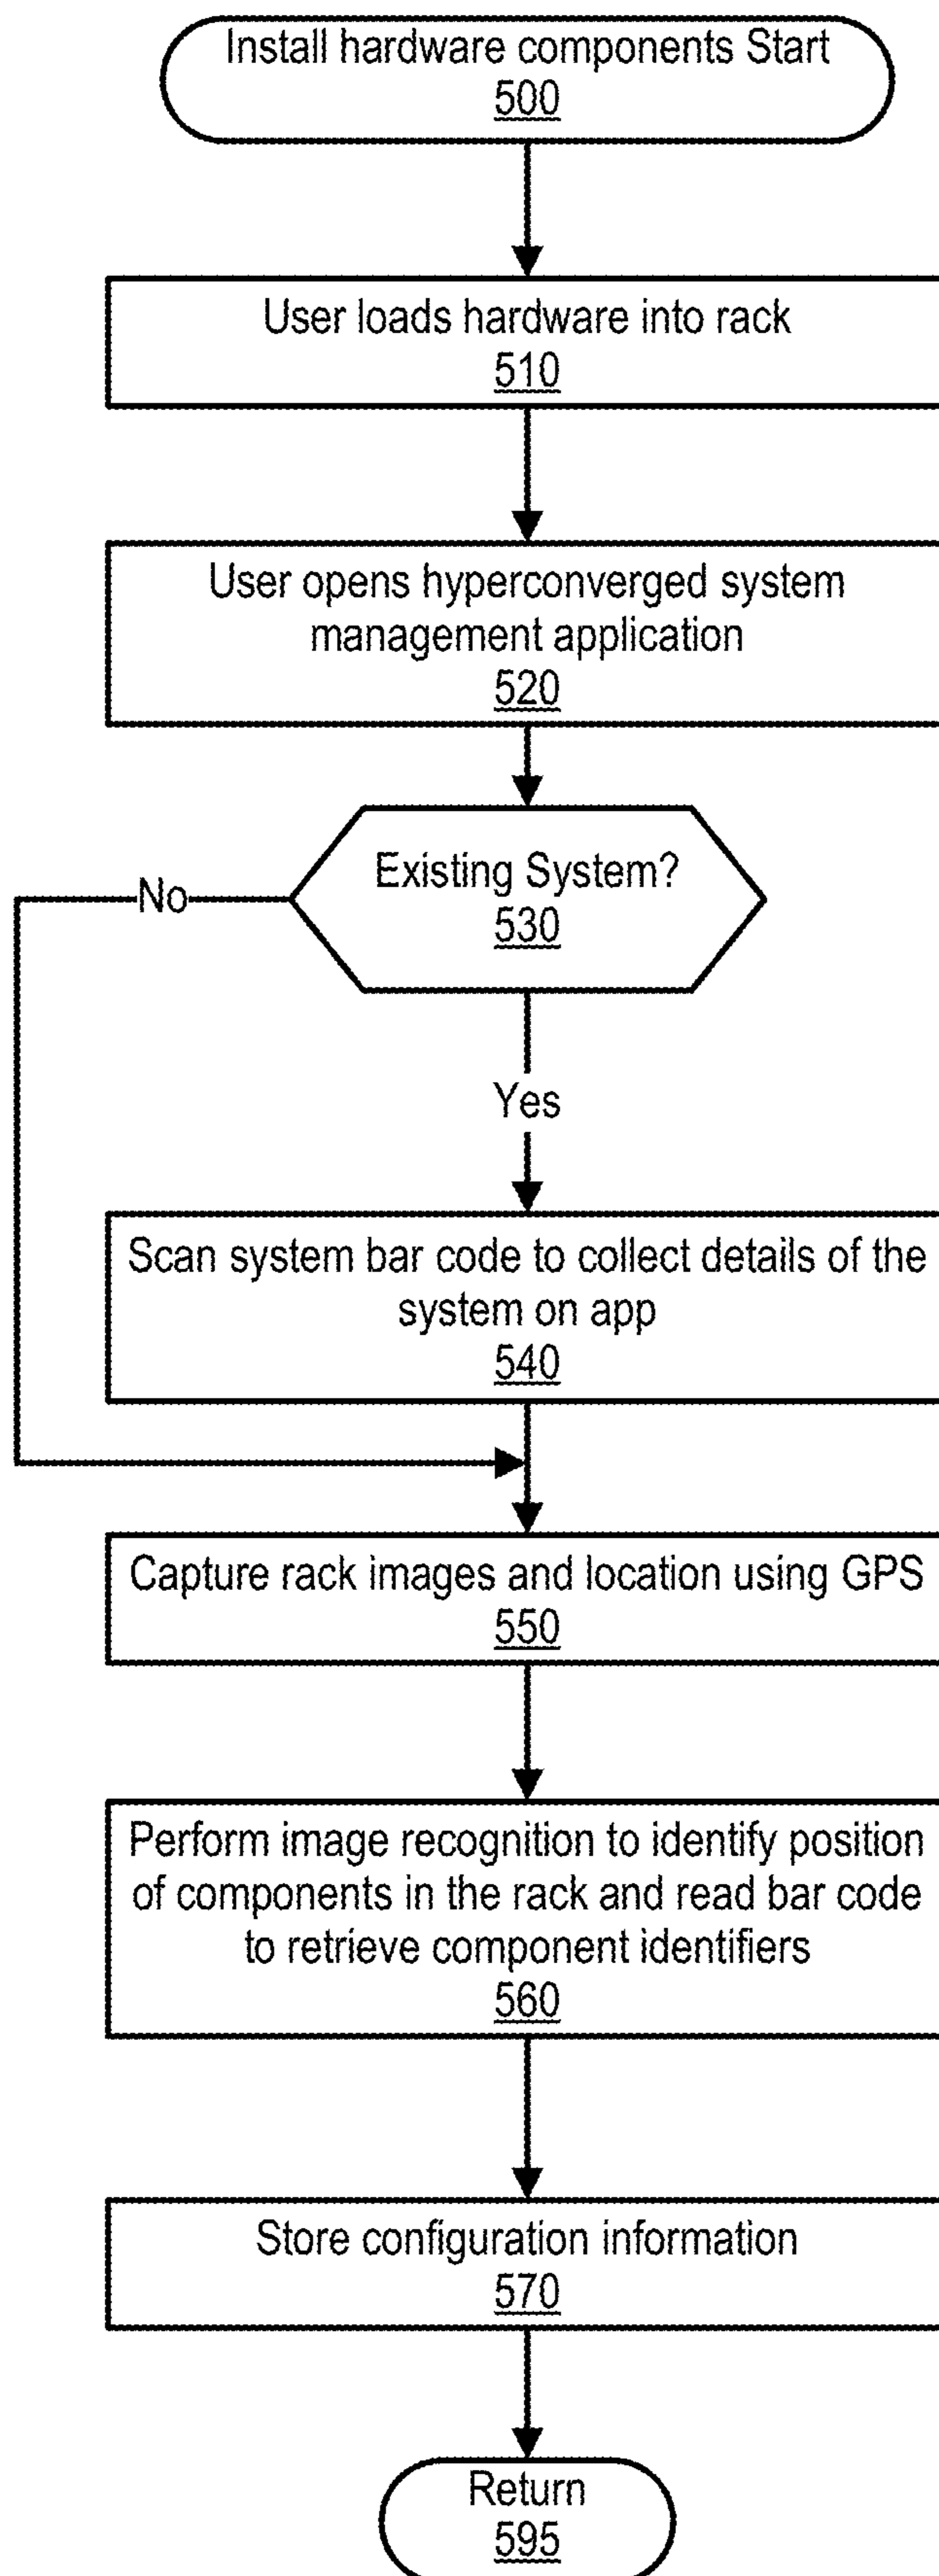 Install hardware components Start
500
User loads hardware into rack
510
User opens hyperconverged system
management application
520
Existing System?
530
No
Yes
Scan system bar code to collect details of the
system on app
540
Capture rack images and location using GPS
550
Perform image recognition to identify position
of components in the rack and read bar code
to retrieve component identifiers
560
Store configuration information
570
Return
595